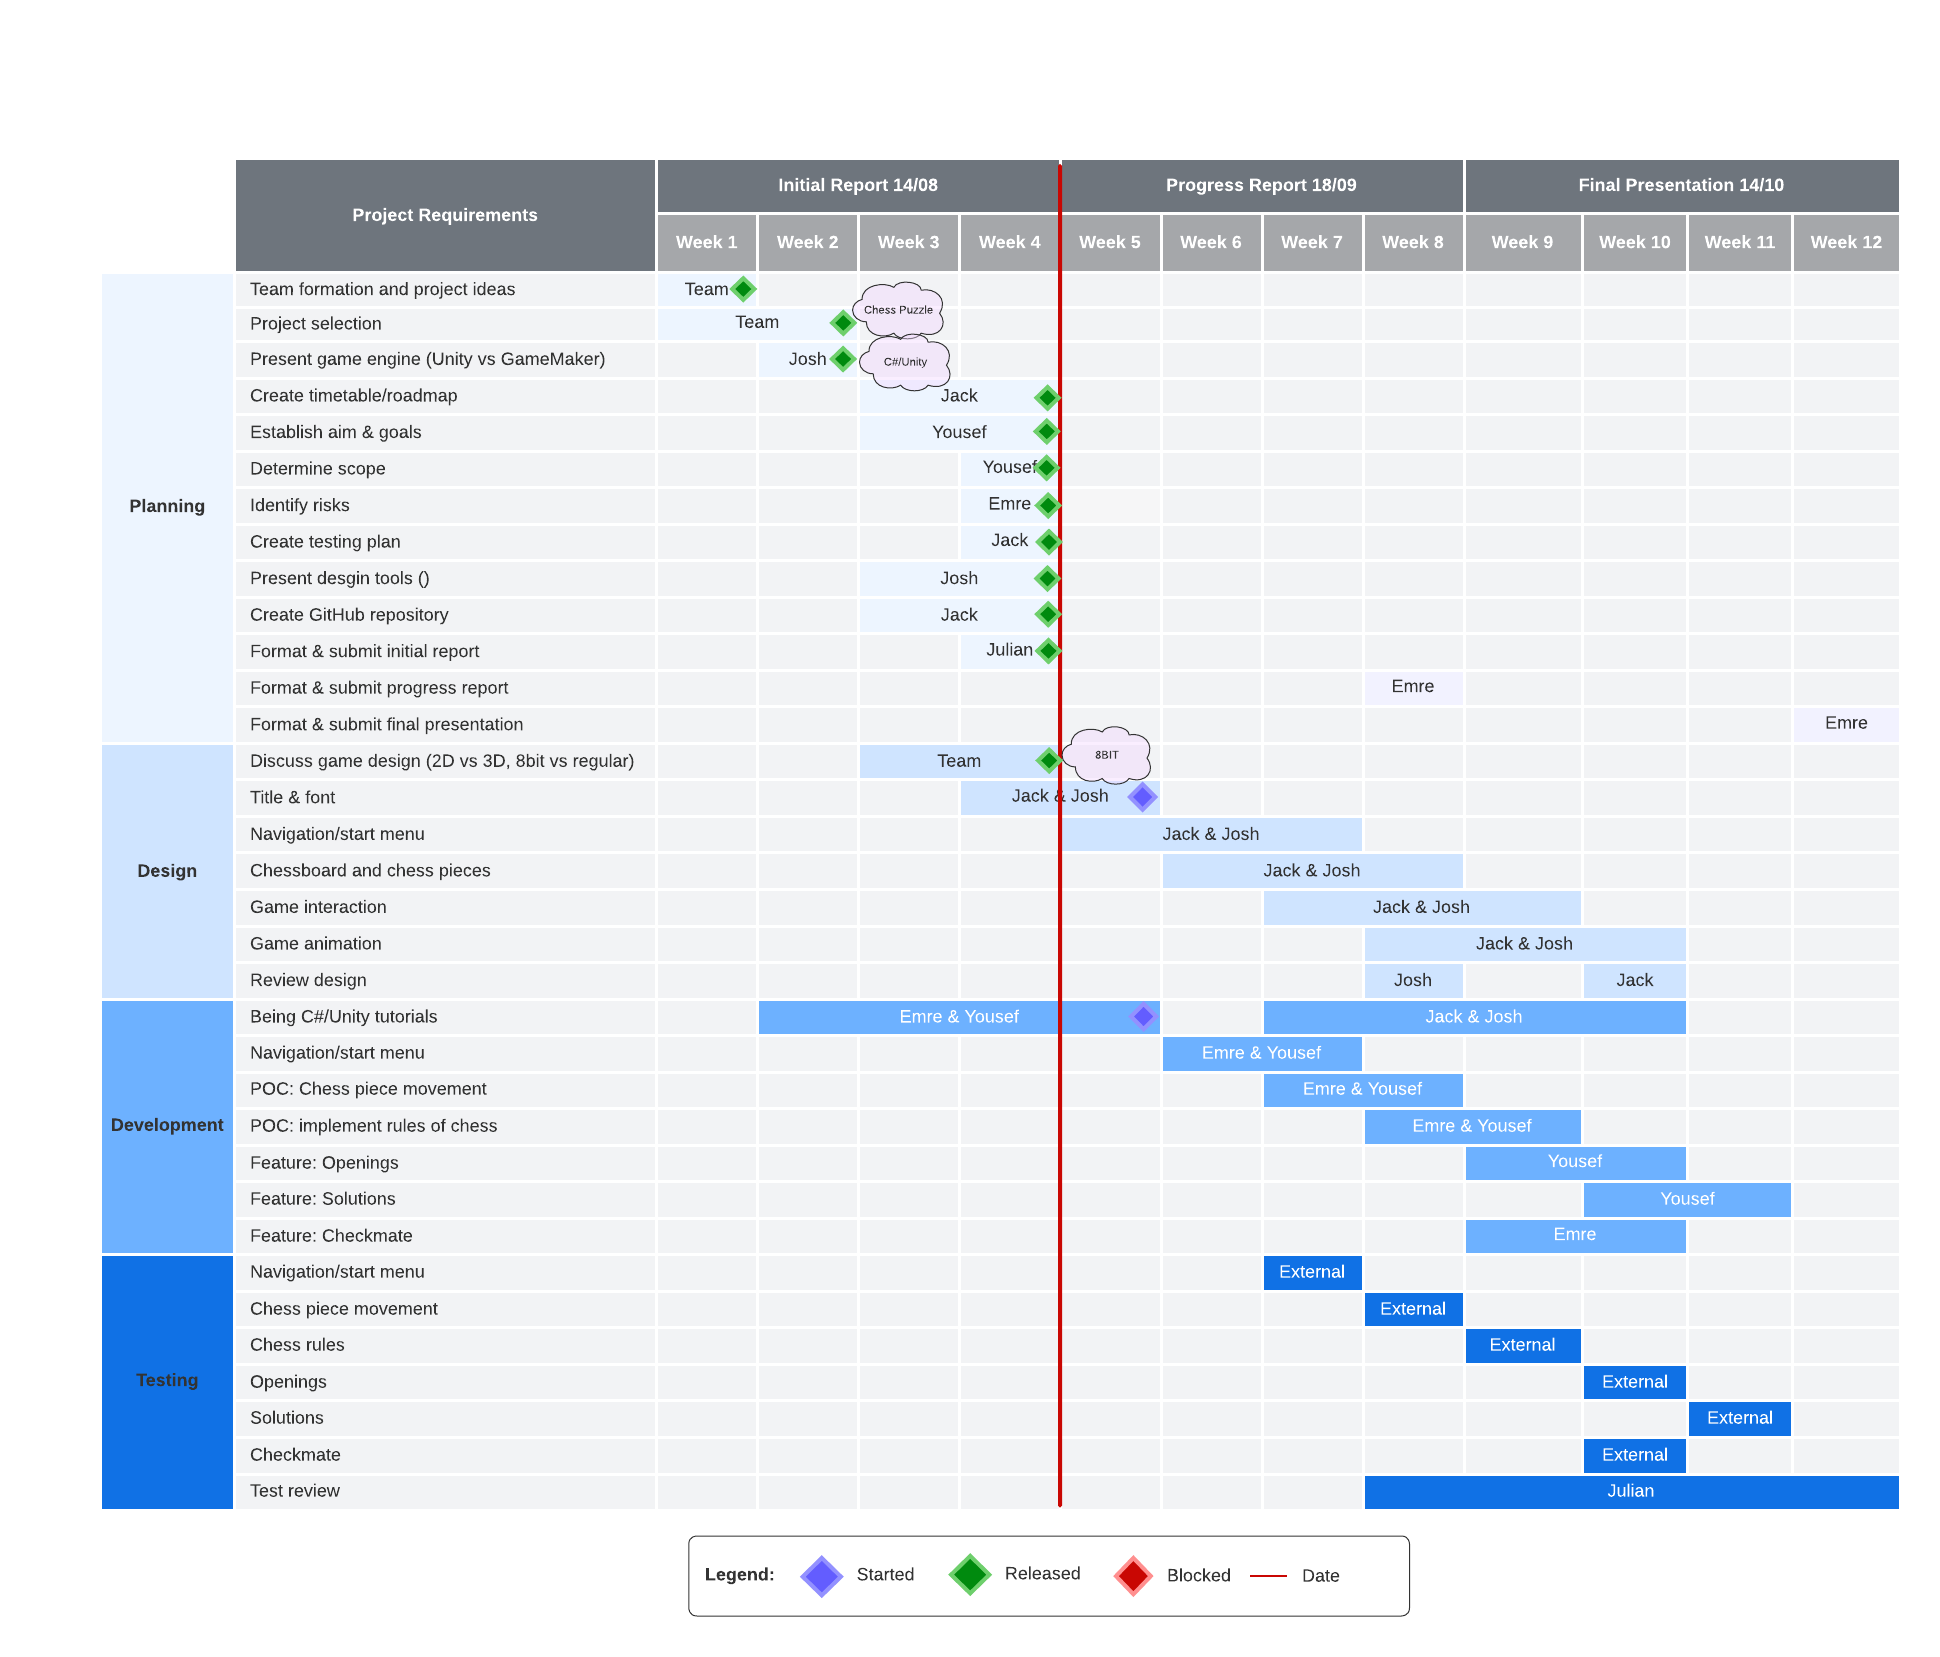 Project Requirements
Initial Report 14/08
Progress Report 18/09
Final Presentation 14/10
Week 1
Week 2
Week 3
Week 4
Week 5
Week 6
Week 7
Week 8
Week 9
Week 10
Week 11
Week 12
Planning
Team formation and project ideas
Team
Chess Puzzle
Project selection
Team
Present game engine (Unity vs GameMaker)
Josh
C#/Unity
Create timetable/roadmap
Jack
Establish aim & goals
Yousef
Determine scope
Yousef
Identify risks
Emre
Create testing plan
Jack
Present desgin tools ()
Josh
Create GitHub repository
Jack
Format & submit initial report
Julian
Format & submit progress report
Emre
Format & submit final presentation
Emre
Design
Discuss game design (2D vs 3D, 8bit vs regular)
Team
8BIT
Title & font
Jack & Josh
Navigation/start menu
Jack & Josh
Chessboard and chess pieces
Jack & Josh
Game interaction
Jack & Josh
Game animation
Jack & Josh
Review design
Josh
Jack
Development
Being C#/Unity tutorials
Emre & Yousef
Jack & Josh
Navigation/start menu
Emre & Yousef
POC: Chess piece movement
Emre & Yousef
POC: implement rules of chess
Emre & Yousef
Feature: Openings
Yousef
Feature: Solutions
Yousef
Feature: Checkmate
Emre
Testing
Navigation/start menu
External
Chess piece movement
External
Chess rules
External
Openings
External
Solutions
External
Checkmate
External
Test review
Julian
Legend:
Started
Released
Blocked
Date